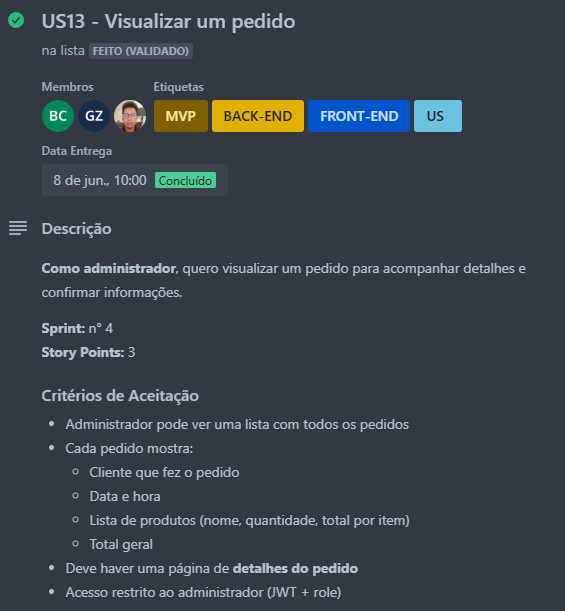 US13 - Visualizar um pedido
na lista FEITO (VALIDADO)
Membros
Etiquetas
BC
GZ
MVP
BACK-END
FRONT-END
US
Data Entrega
8 de jun., 10:00 Concluído
Descrição
Como administrador, quero visualizar um pedido para acompanhar detalhes e
confirmar informações.
Sprint: n° 4
Story Points: 3
Critérios de Aceitação
Administrador pode ver uma lista com todos os pedidos
Cada pedido mostra:
Cliente que fez o pedido
Data e hora
Lista de produtos (nome, quantidade, total por item)
Total geral
Deve haver uma página de detalhes do pedido
Acesso restrito ao administrador (JWT + role)